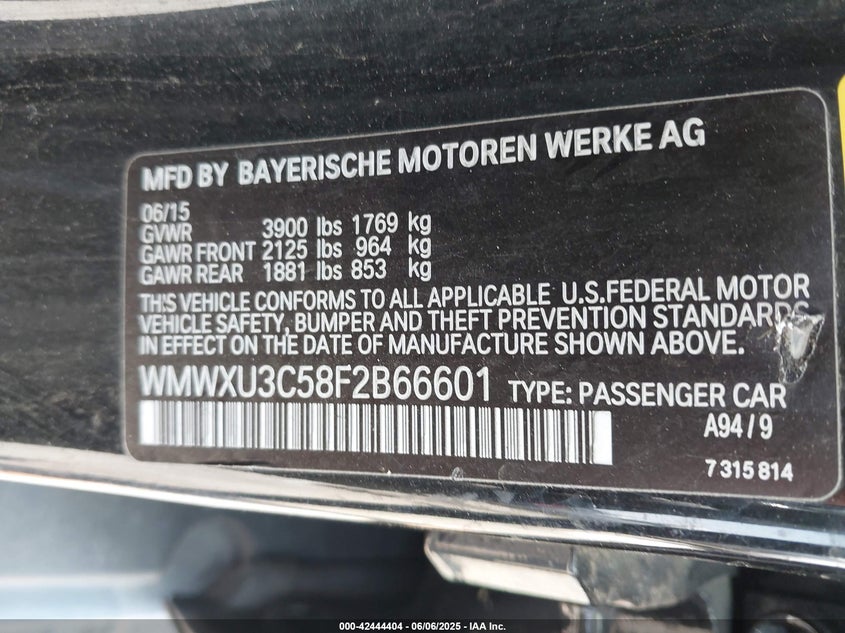 MFD BY BAYERISCHE MOTOREN WERKE AG
06/15
GVWR 3900 lbs 1769 kg
GAWR FRONT 2125 lbs 964 kg
GAWR REAR 1881 lbs 853 kg
THIS VEHICLE CONFORMS TO ALL APPLICABLE U.S.FEDERAL MOTOR
VEHICLE SAFETY, BUMPER AND THEFT PREVENTION STANDARDS
IN EFFECT ON THE DATE OF MANUFACTURE SHOWN ABOVE.
WMWXU3C58F2B66601 TYPE: PASSENGER CAR
A94/9
7 315 814
000-42444404 | 06/06/2025 - IAA Inc.